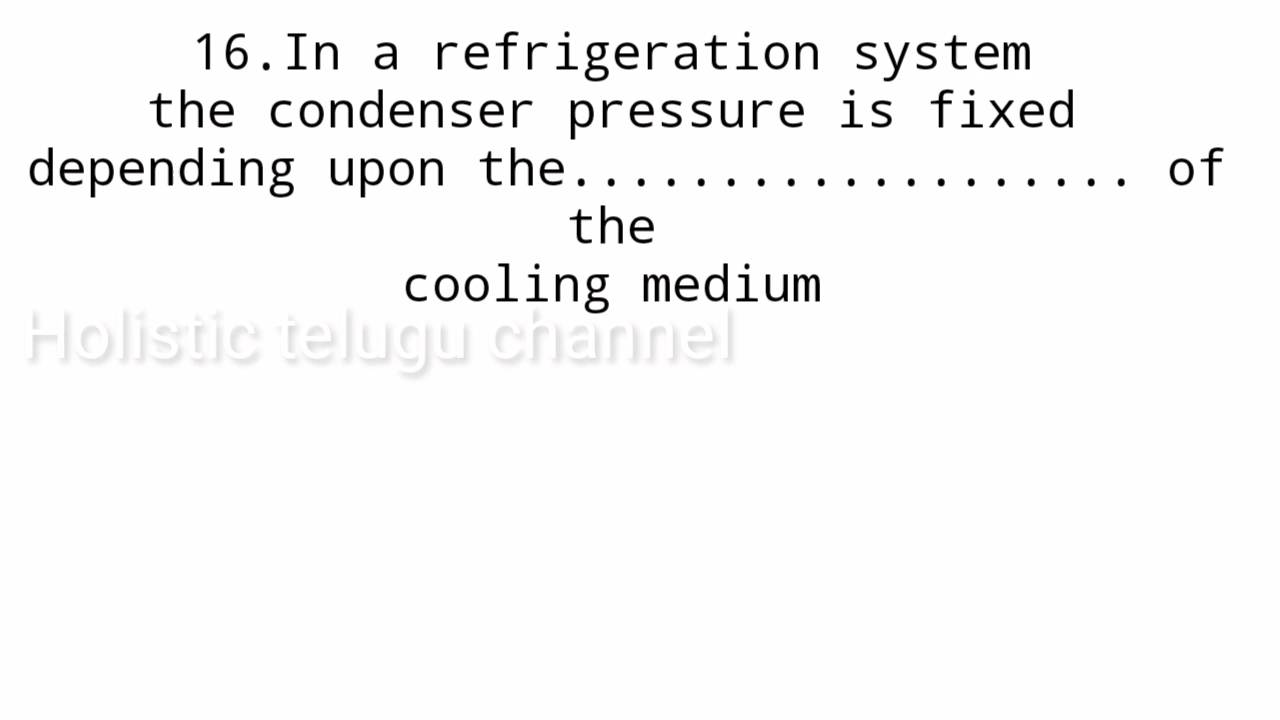 16.In a refrigeration system
the condenser pressure is fixed
depending upon the................... of
the
cooling medium
Holistic telugu channel